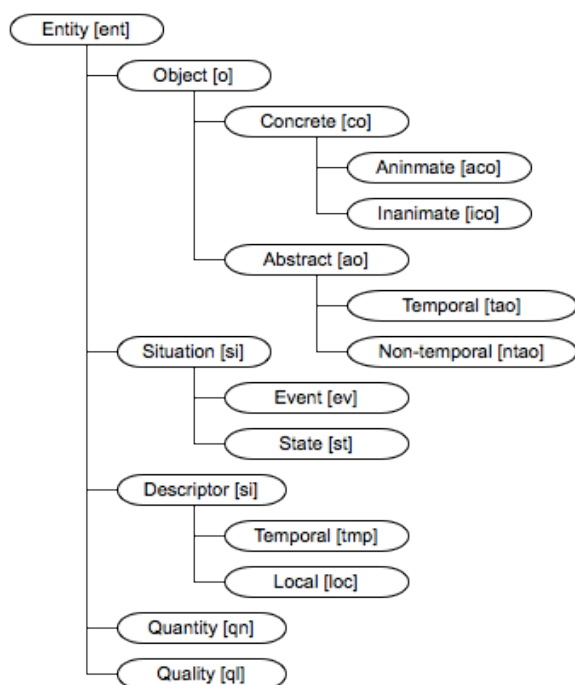 Entity [ent]
Object [o]
Concrete [co]
Aninmate [aco]
Inanimate [ico]
Abstract [ao]
Temporal [tao]
Non-temporal [ntao]
Situation [si]
Event [ev]
State [st]
Descriptor [si]
Temporal [tmp]
Local [loc]
Quantity [qn]
Quality [ql]